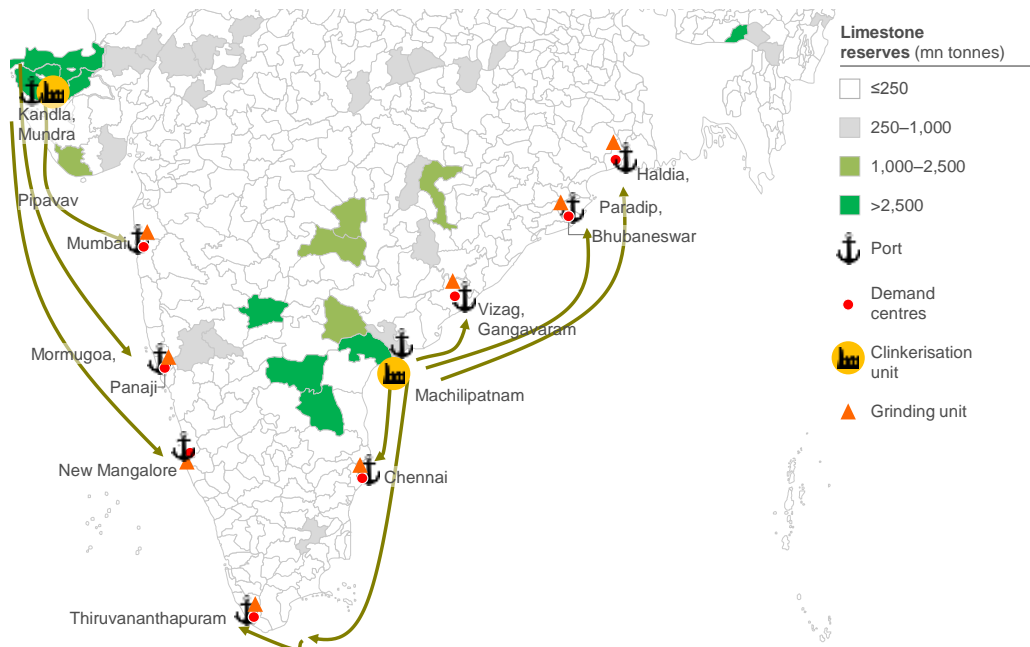 Limestone
reserves (mn tonnes)
≤250
250–1,000
1,000–2,500
>2,500
Port
Demand
centres
Clinkerisation
unit
Grinding unit
Kandla,
Mundra
Pipavav
Mumbai
Mormugoa,
Panaji
New Mangalore
Thiruvananthapuram
Chennai
Machilipatnam
Vizag,
Gangavaram
Paradip,
Bhubaneswar
Haldia,